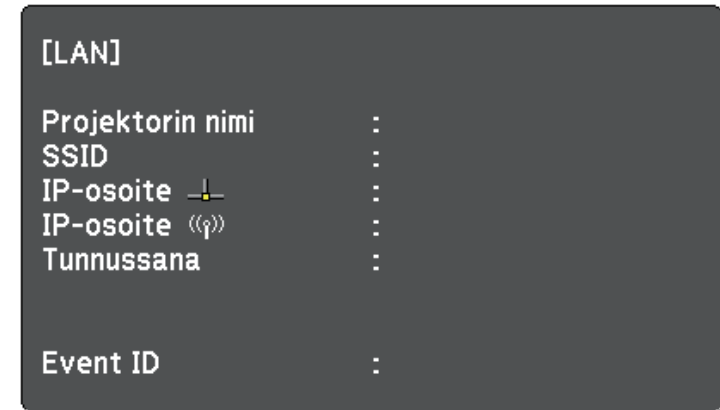 [LAN]
Projektorin nimi :
SSID :
IP-osoite :
IP-osoite :
Tunnussana :
Event ID :